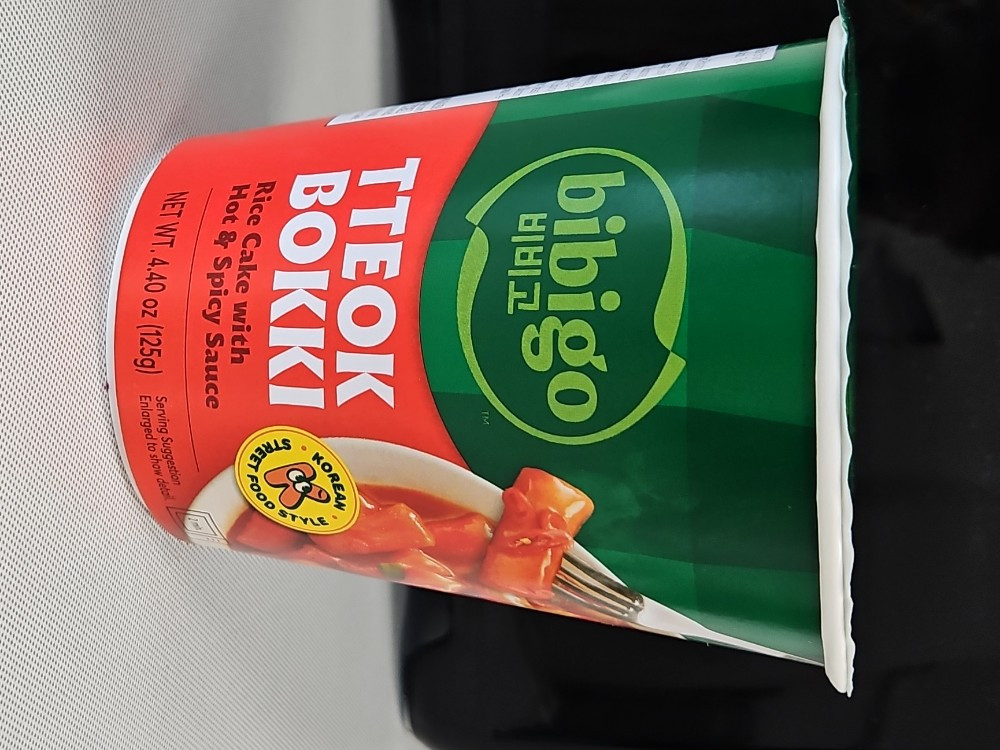 bibigo
비비고
TM
TTEOK
BOKKI
Rice Cake with
Hot & Spicy Sauce
NET WT. 4.40 oz (125g)
Serving Suggestion
Enlarged to show detail.
KOREAN
STREET FOOD STYLE